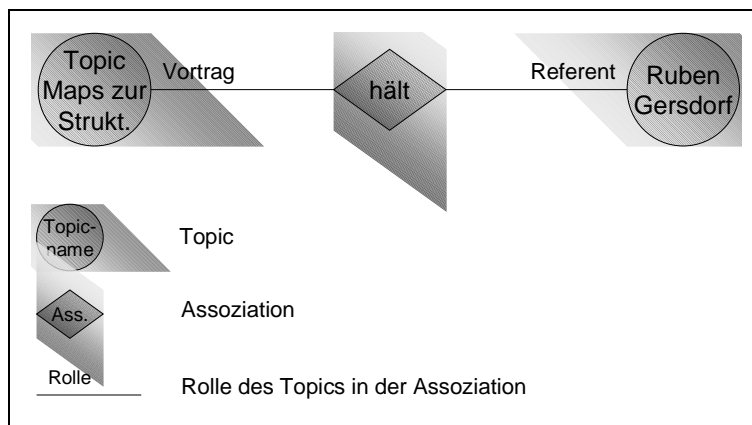 Topic
Maps zur
Strukt.
Vortrag
hält
Referent
Ruben
Gersdorf
Topic-
name
Topic
Ass.
Assoziation
Rolle
Rolle des Topics in der Assoziation